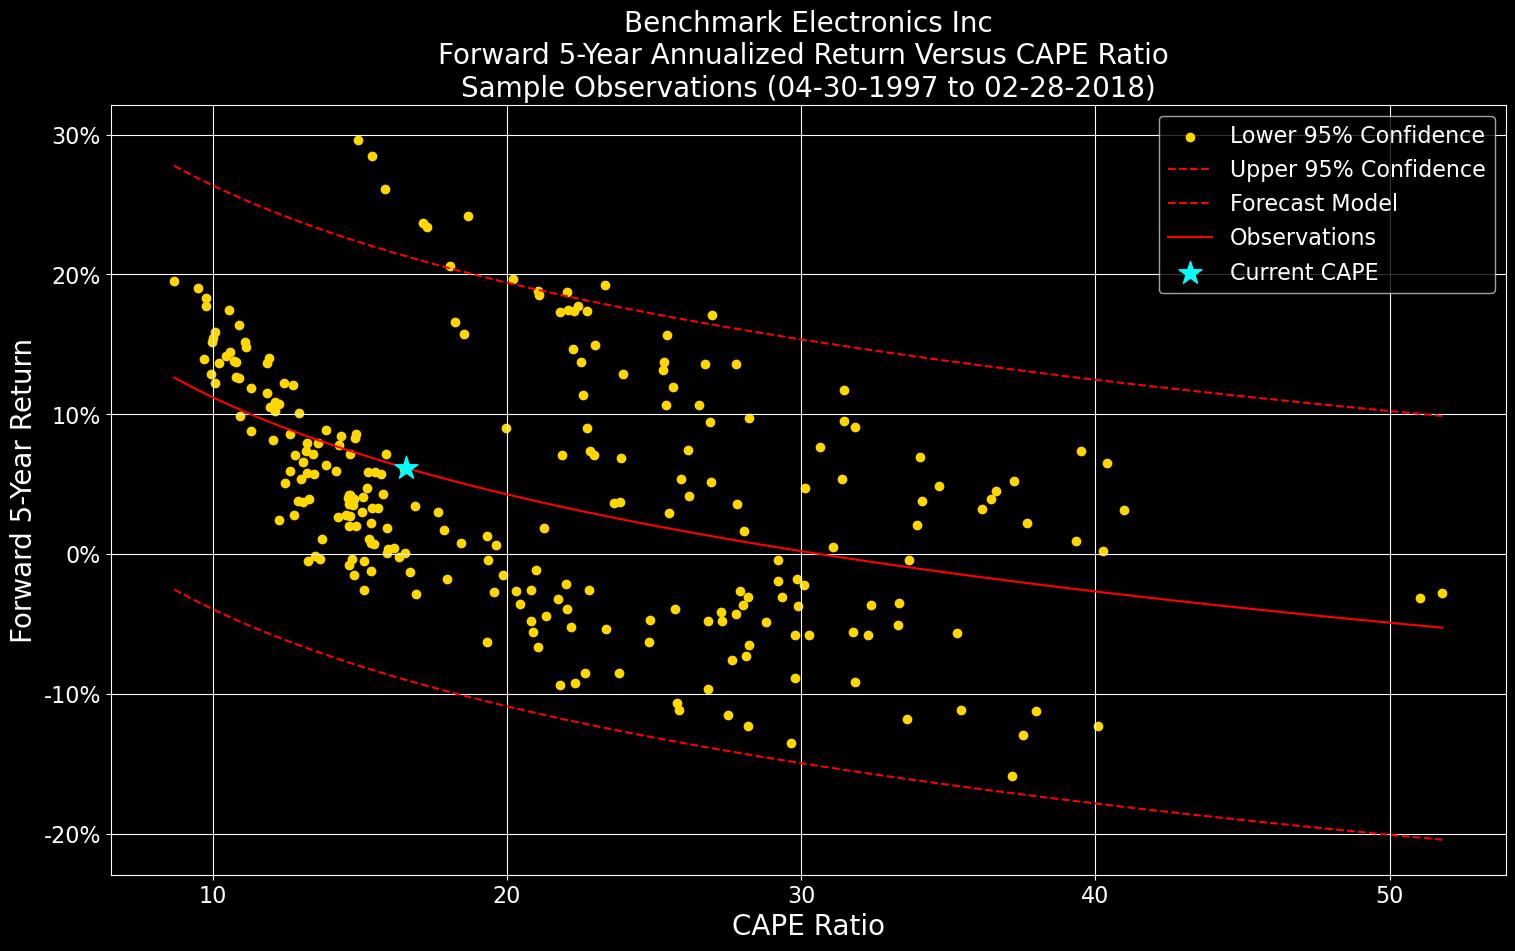 Benchmark Electronics Inc
Forward 5-Year Annualized Return Versus CAPE Ratio
Sample Observations (04-30-1997 to 02-28-2018)
Lower 95% Confidence
Upper 95% Confidence
Forecast Model
Observations
Current CAPE
Forward 5-Year Return
30%
20%
10%
0%
-10%
-20%
10 20 30 40 50
CAPE Ratio